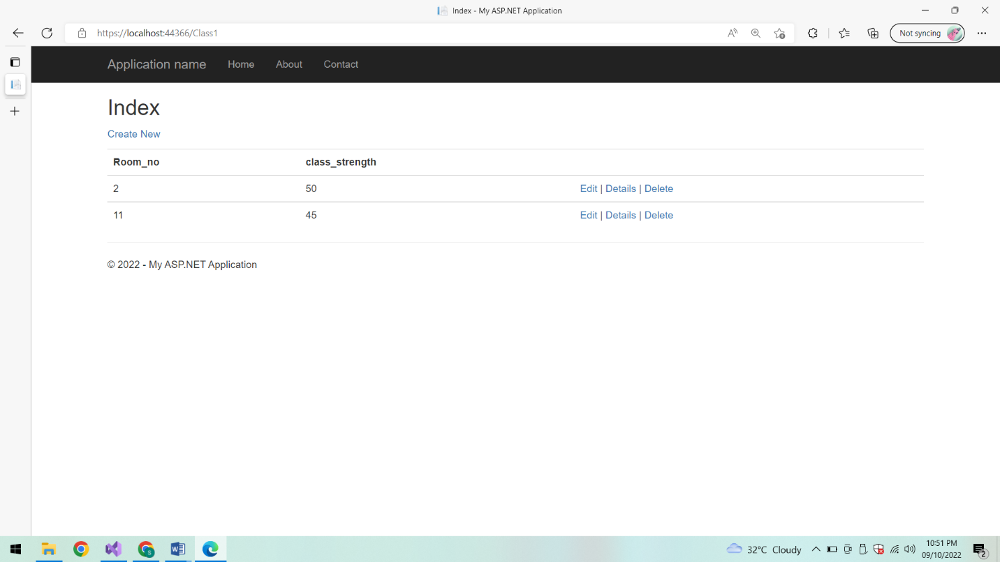 Index - My ASP.NET Application
https://localhost:44366/Class1
Not syncing
Application name Home About Contact
Index
Create New
Room_no class_strength
2 50 Edit | Details | Delete
11 45 Edit | Details | Delete
© 2022 - My ASP.NET Application
32°C Cloudy
10:51 PM
09/10/2022
2